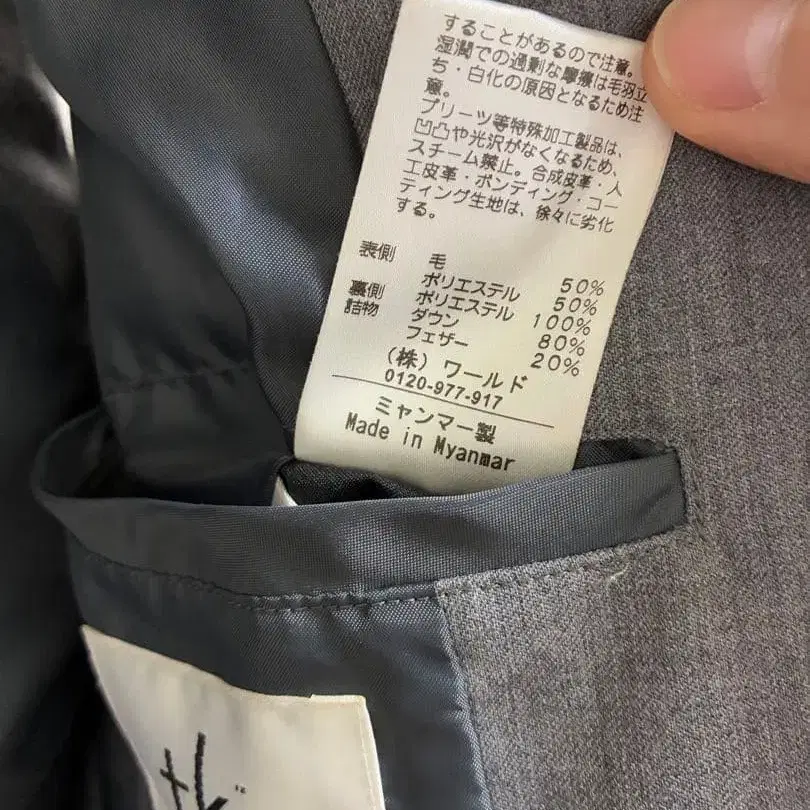 することがあるので注意。
湿潤での過剰な摩擦は毛羽立
ち・白化の原因となるため注
意。
プリーツ等特殊加工製品は、
凹凸や光沢がなくなるため、
スチーム禁止。合成皮革・人
工皮革・ボンディング・コー
ティング生地は、徐々に劣化
する。
表側 毛 50%
ポリエステル 50%
裏側 ポリエステル 100%
詰物 ダウン 80%
フェザー 20%
(株) ワールド
0120-977-917
ミヤンマー製
Made in Myanmar
tk